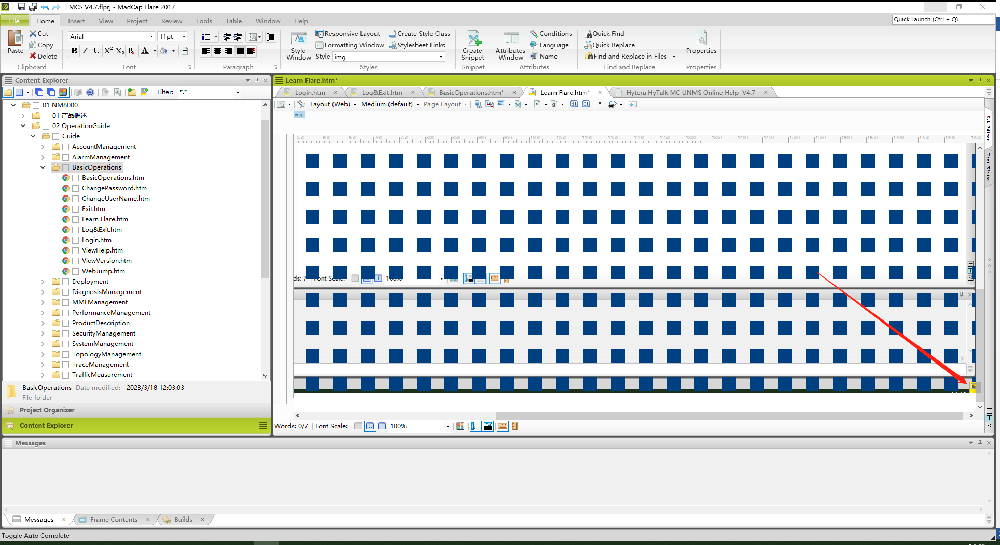 MCS V4.7.flprj - MadCap Flare 2017
File Home Insert View Project Review Tools Table Window Help
Quick Launch (Ctrl + Q)
Paste
Cut
Copy
Delete
Clipboard
Arial 11pt
B I U X² X₂ B
A
Font
Paragraph
Style Window
Responsive Layout
Formatting Window
Style img
Create Style Class
Stylesheet Links
Styles
Create Snippet
Snippet
Attributes Window
Conditions
Language
Name
Attributes
Quick Find
Quick Replace
Find and Replace in Files
Find and Replace
Properties
Properties
Content Explorer
Filter: *.*
01 NM8000
01 产品概述
02 OperationGuide
Guide
AccountManagement
AlarmManagement
BasicOperations
BasicOperations.htm
ChangePassword.htm
ChangeUserName.htm
Exit.htm
Learn Flare.htm
Log&Exit.htm
Login.htm
ViewHelp.htm
ViewVersion.htm
WebJump.htm
Deployment
DiagnosisManagement
MMLManagement
PerformanceManagement
ProductDescription
SecurityManagement
SystemManagement
TopologyManagement
TraceManagement
TrafficMeasurement
BasicOperations Date modified: 2023/3/18 12:03:03
File folder
Project Organizer
Content Explorer
Learn Flare.htm*
Login.htm Log&Exit.htm BasicOperations.htm* Learn Flare.htm* Hytera HyTalk MC UNMS Online Help V4.7
Layout (Web) Medium (default) Page Layout
img
550 600 650 700 750 800 850 900 950 1000 1050 1100 1150 1200 1250 1300 1350 1400 1450 1500 1550 1600 1650 1700 1750 1800 1850
XML Editor
Text Editor
ds: 7 Font Scale: 100%
Words: 0/7 Font Scale: 100%
Messages
Messages Frame Contents Builds
Toggle Auto Complete